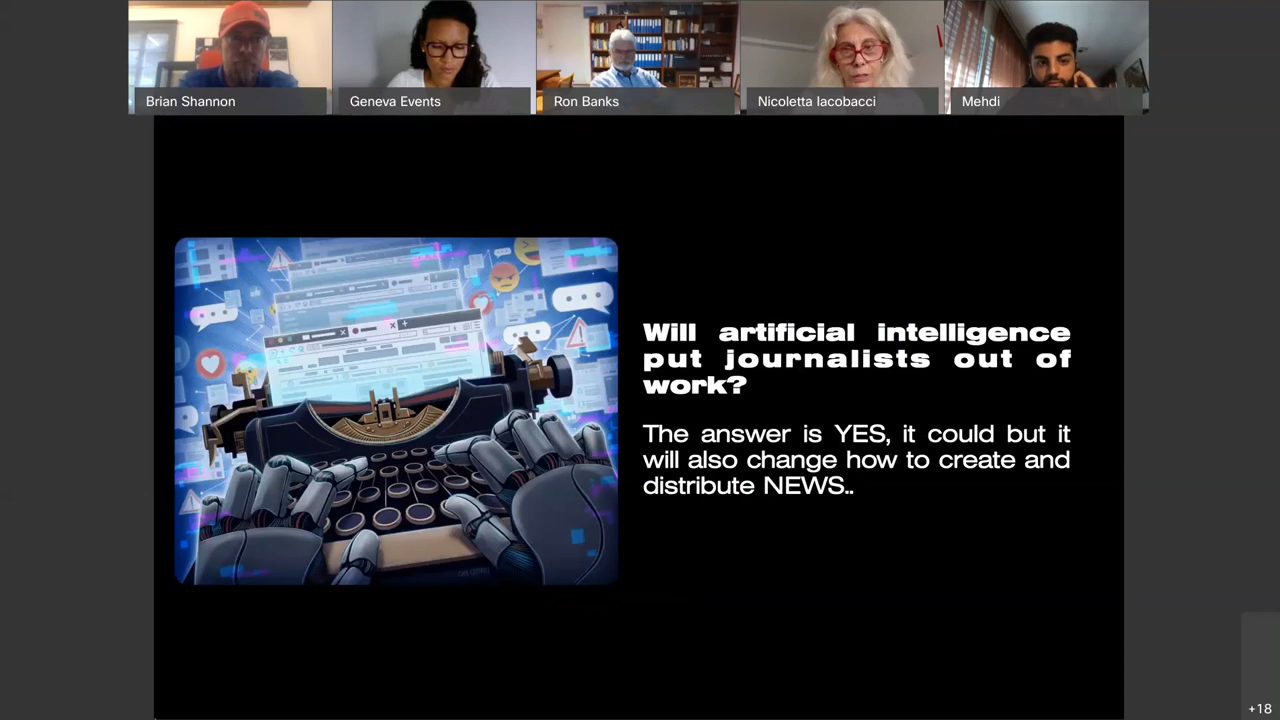 Brian Shannon
Geneva Events
Ron Banks
Nicoletta Iacobacci
Mehdi
Will artificial intelligence
put journalists out of
work?
The answer is YES, it could but it
will also change how to create and
distribute NEWS..
+18